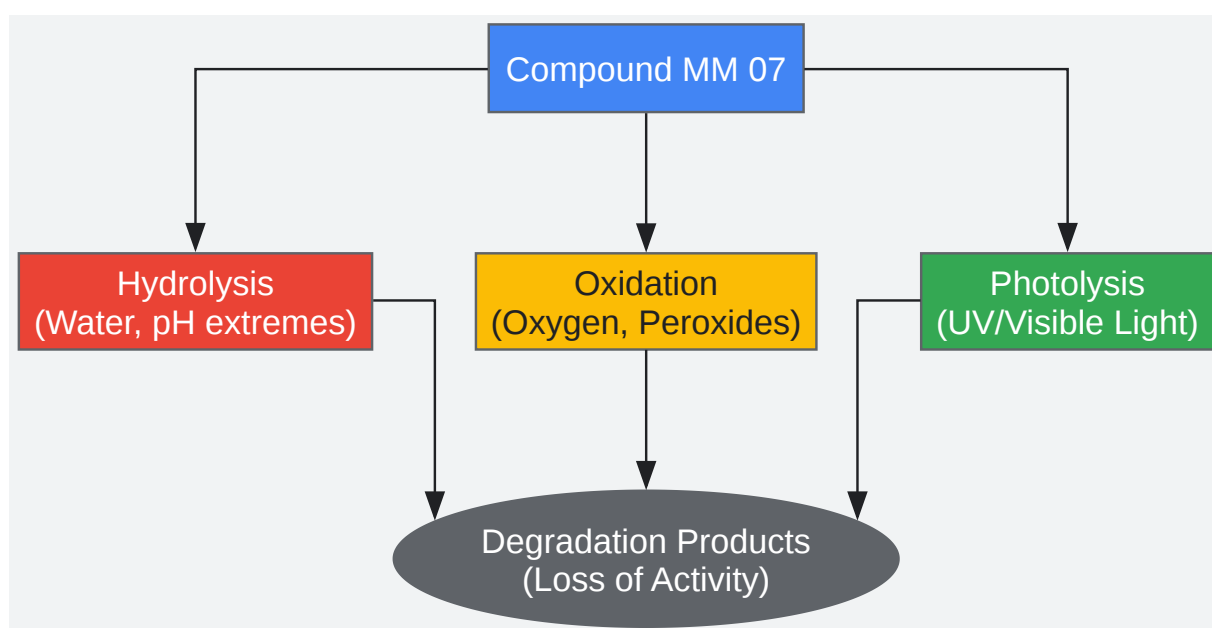 Compound MM 07
Hydrolysis
(Water, pH extremes)
Oxidation
(Oxygen, Peroxides)
Photolysis
(UV/Visible Light)
Degradation Products
(Loss of Activity)